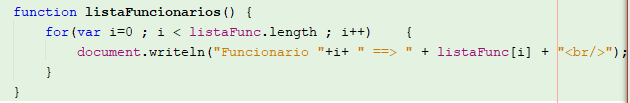 function listaFuncionarios() {
for(var i=0 ; i < listaFunc.length ; i++) {
document.writeln("Funcionario "+i+ " ==> " + listaFunc[i] + "<br/>");
}
}